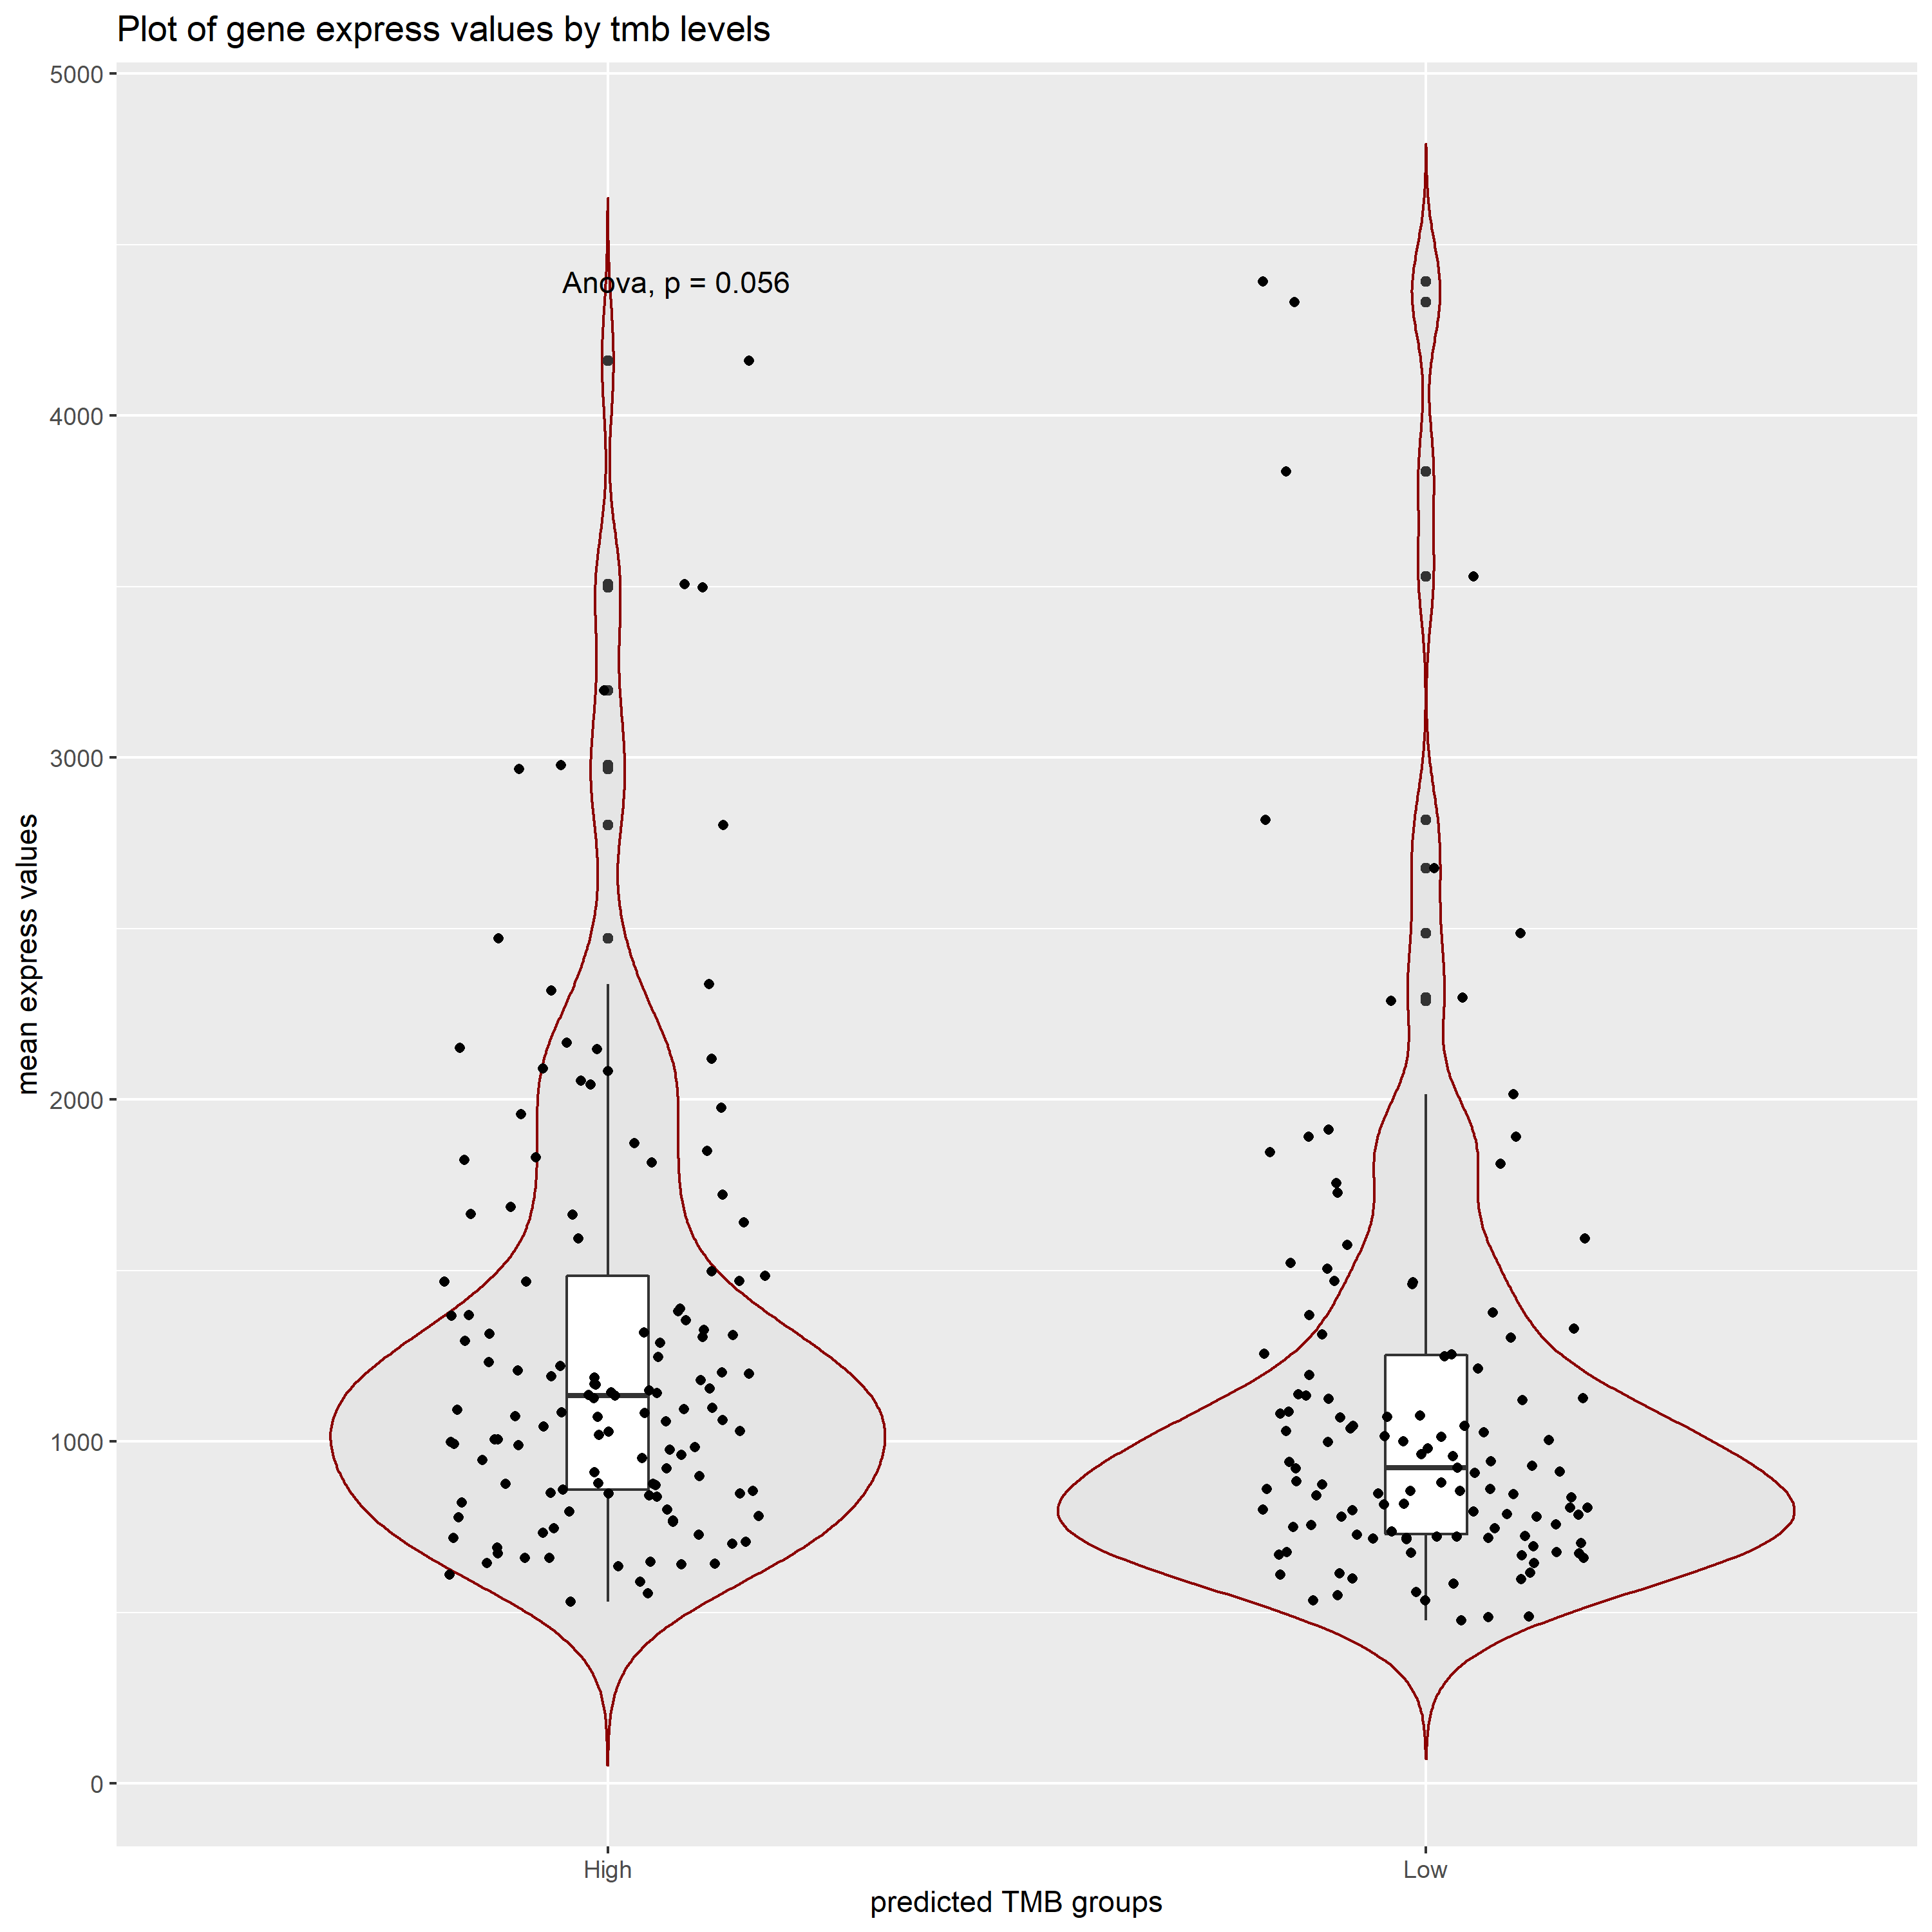 Plot of gene express values by tmb levels
5000
4000
3000
2000
1000
0
mean express values
Anova, p = 0.056
High
Low
predicted TMB groups